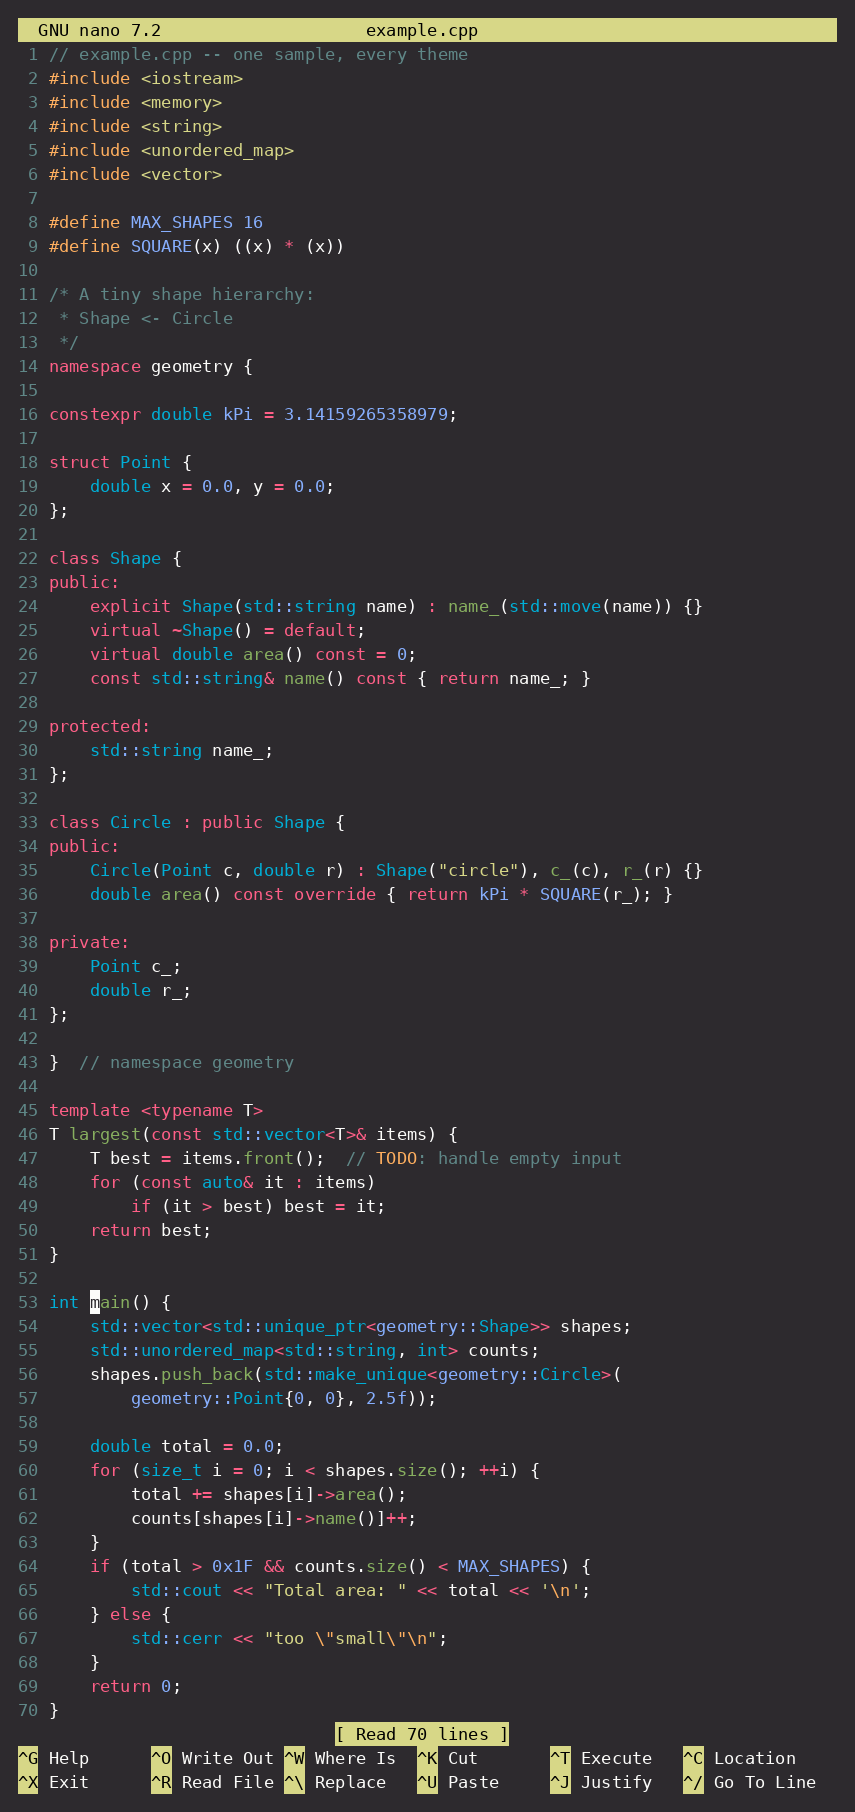 GNU nano 7.2                    example.cpp
 1 // example.cpp -- one sample, every theme
 2 #include <iostream>
 3 #include <memory>
 4 #include <string>
 5 #include <unordered_map>
 6 #include <vector>
 7
 8 #define MAX_SHAPES 16
 9 #define SQUARE(x) ((x) * (x))
10
11 /* A tiny shape hierarchy:
12  * Shape <- Circle
13  */
14 namespace geometry {
15
16 constexpr double kPi = 3.14159265358979;
17
18 struct Point {
19     double x = 0.0, y = 0.0;
20 };
21
22 class Shape {
23 public:
24     explicit Shape(std::string name) : name_(std::move(name)) {}
25     virtual ~Shape() = default;
26     virtual double area() const = 0;
27     const std::string& name() const { return name_; }
28
29 protected:
30     std::string name_;
31 };
32
33 class Circle : public Shape {
34 public:
35     Circle(Point c, double r) : Shape("circle"), c_(c), r_(r) {}
36     double area() const override { return kPi * SQUARE(r_); }
37
38 private:
39     Point c_;
40     double r_;
41 };
42
43 }  // namespace geometry
44
45 template <typename T>
46 T largest(const std::vector<T>& items) {
47     T best = items.front();  // TODO: handle empty input
48     for (const auto& it : items)
49         if (it > best) best = it;
50     return best;
51 }
52
53 int main() {
54     std::vector<std::unique_ptr<geometry::Shape>> shapes;
55     std::unordered_map<std::string, int> counts;
56     shapes.push_back(std::make_unique<geometry::Circle>(
57         geometry::Point{0, 0}, 2.5f));
58
59     double total = 0.0;
60     for (size_t i = 0; i < shapes.size(); ++i) {
61         total += shapes[i]->area();
62         counts[shapes[i]->name()]++;
63     }
64     if (total > 0x1F && counts.size() < MAX_SHAPES) {
65         std::cout << "Total area: " << total << '\n';
66     } else {
67         std::cerr << "too \"small\"\n";
68     }
69     return 0;
70 }
[ Read 70 lines ]
^G Help      ^O Write Out ^W Where Is  ^K Cut       ^T Execute   ^C Location
^X Exit      ^R Read File ^\ Replace   ^U Paste     ^J Justify   ^/ Go To Line